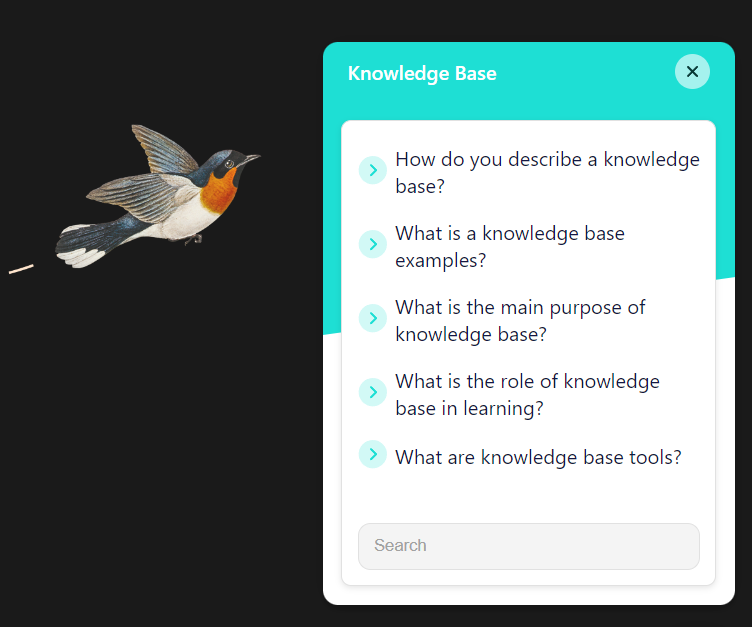 Knowledge Base
How do you describe a knowledge
base?
What is a knowledge base
examples?
What is the main purpose of
knowledge base?
What is the role of knowledge
base in learning?
What are knowledge base tools?
Search